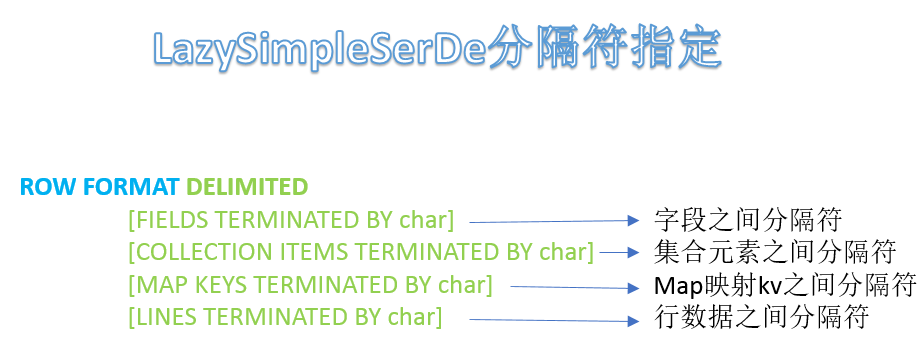 LazySimpleSerDe分隔符指定
ROW FORMAT DELIMITED
[FIELDS TERMINATED BY char] 字段之间分隔符
[COLLECTION ITEMS TERMINATED BY char] 集合元素之间分隔符
[MAP KEYS TERMINATED BY char] Map映射kv之间分隔符
[LINES TERMINATED BY char] 行数据之间分隔符